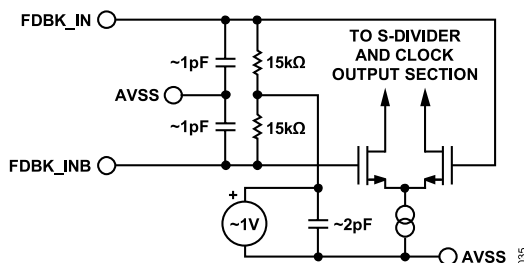 FDBK_IN
TO S-DIVIDER
AND CLOCK
OUTPUT SECTION
~1pF
15kΩ
AVSS
~1pF
15kΩ
FDBK_INB
+
~1V
~2pF
AVSS